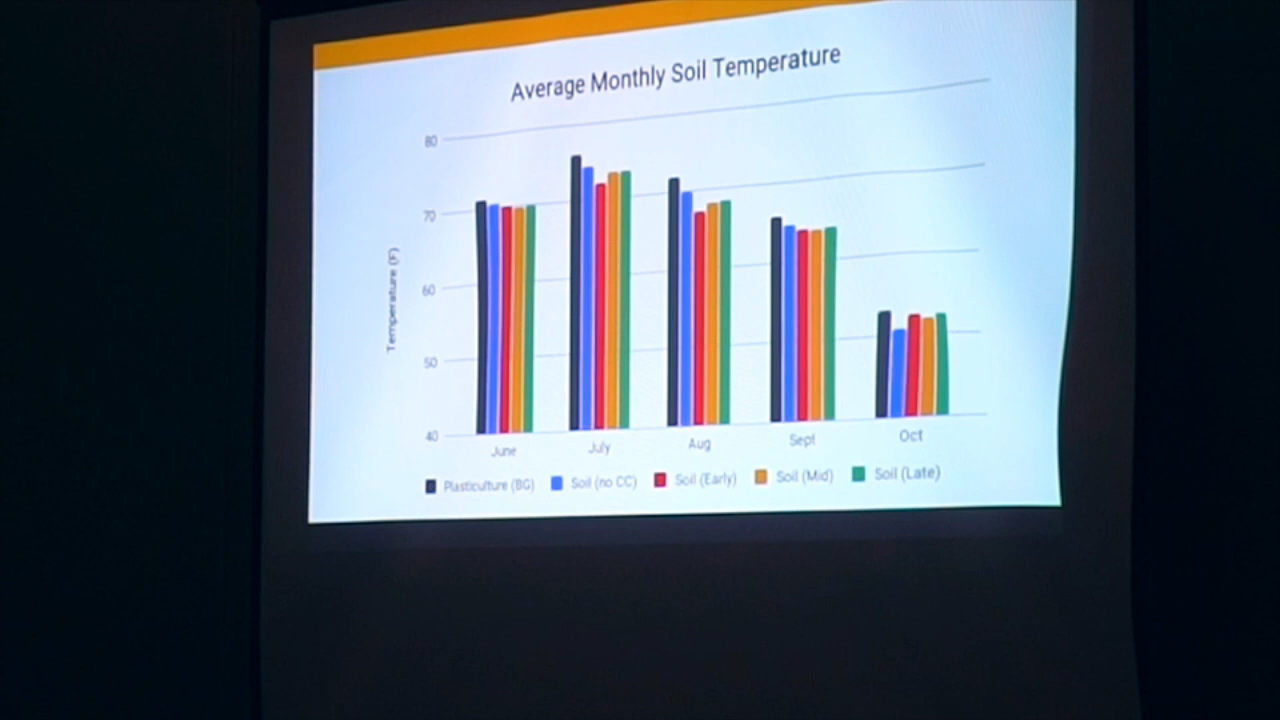 Average Monthly Soil Temperature
80
70
60
50
40
Temperature (F)
June July Aug Sept Oct
Plasticulture (BG) Soil (no CC) Soil (Early) Soil (Mid) Soil (Late)